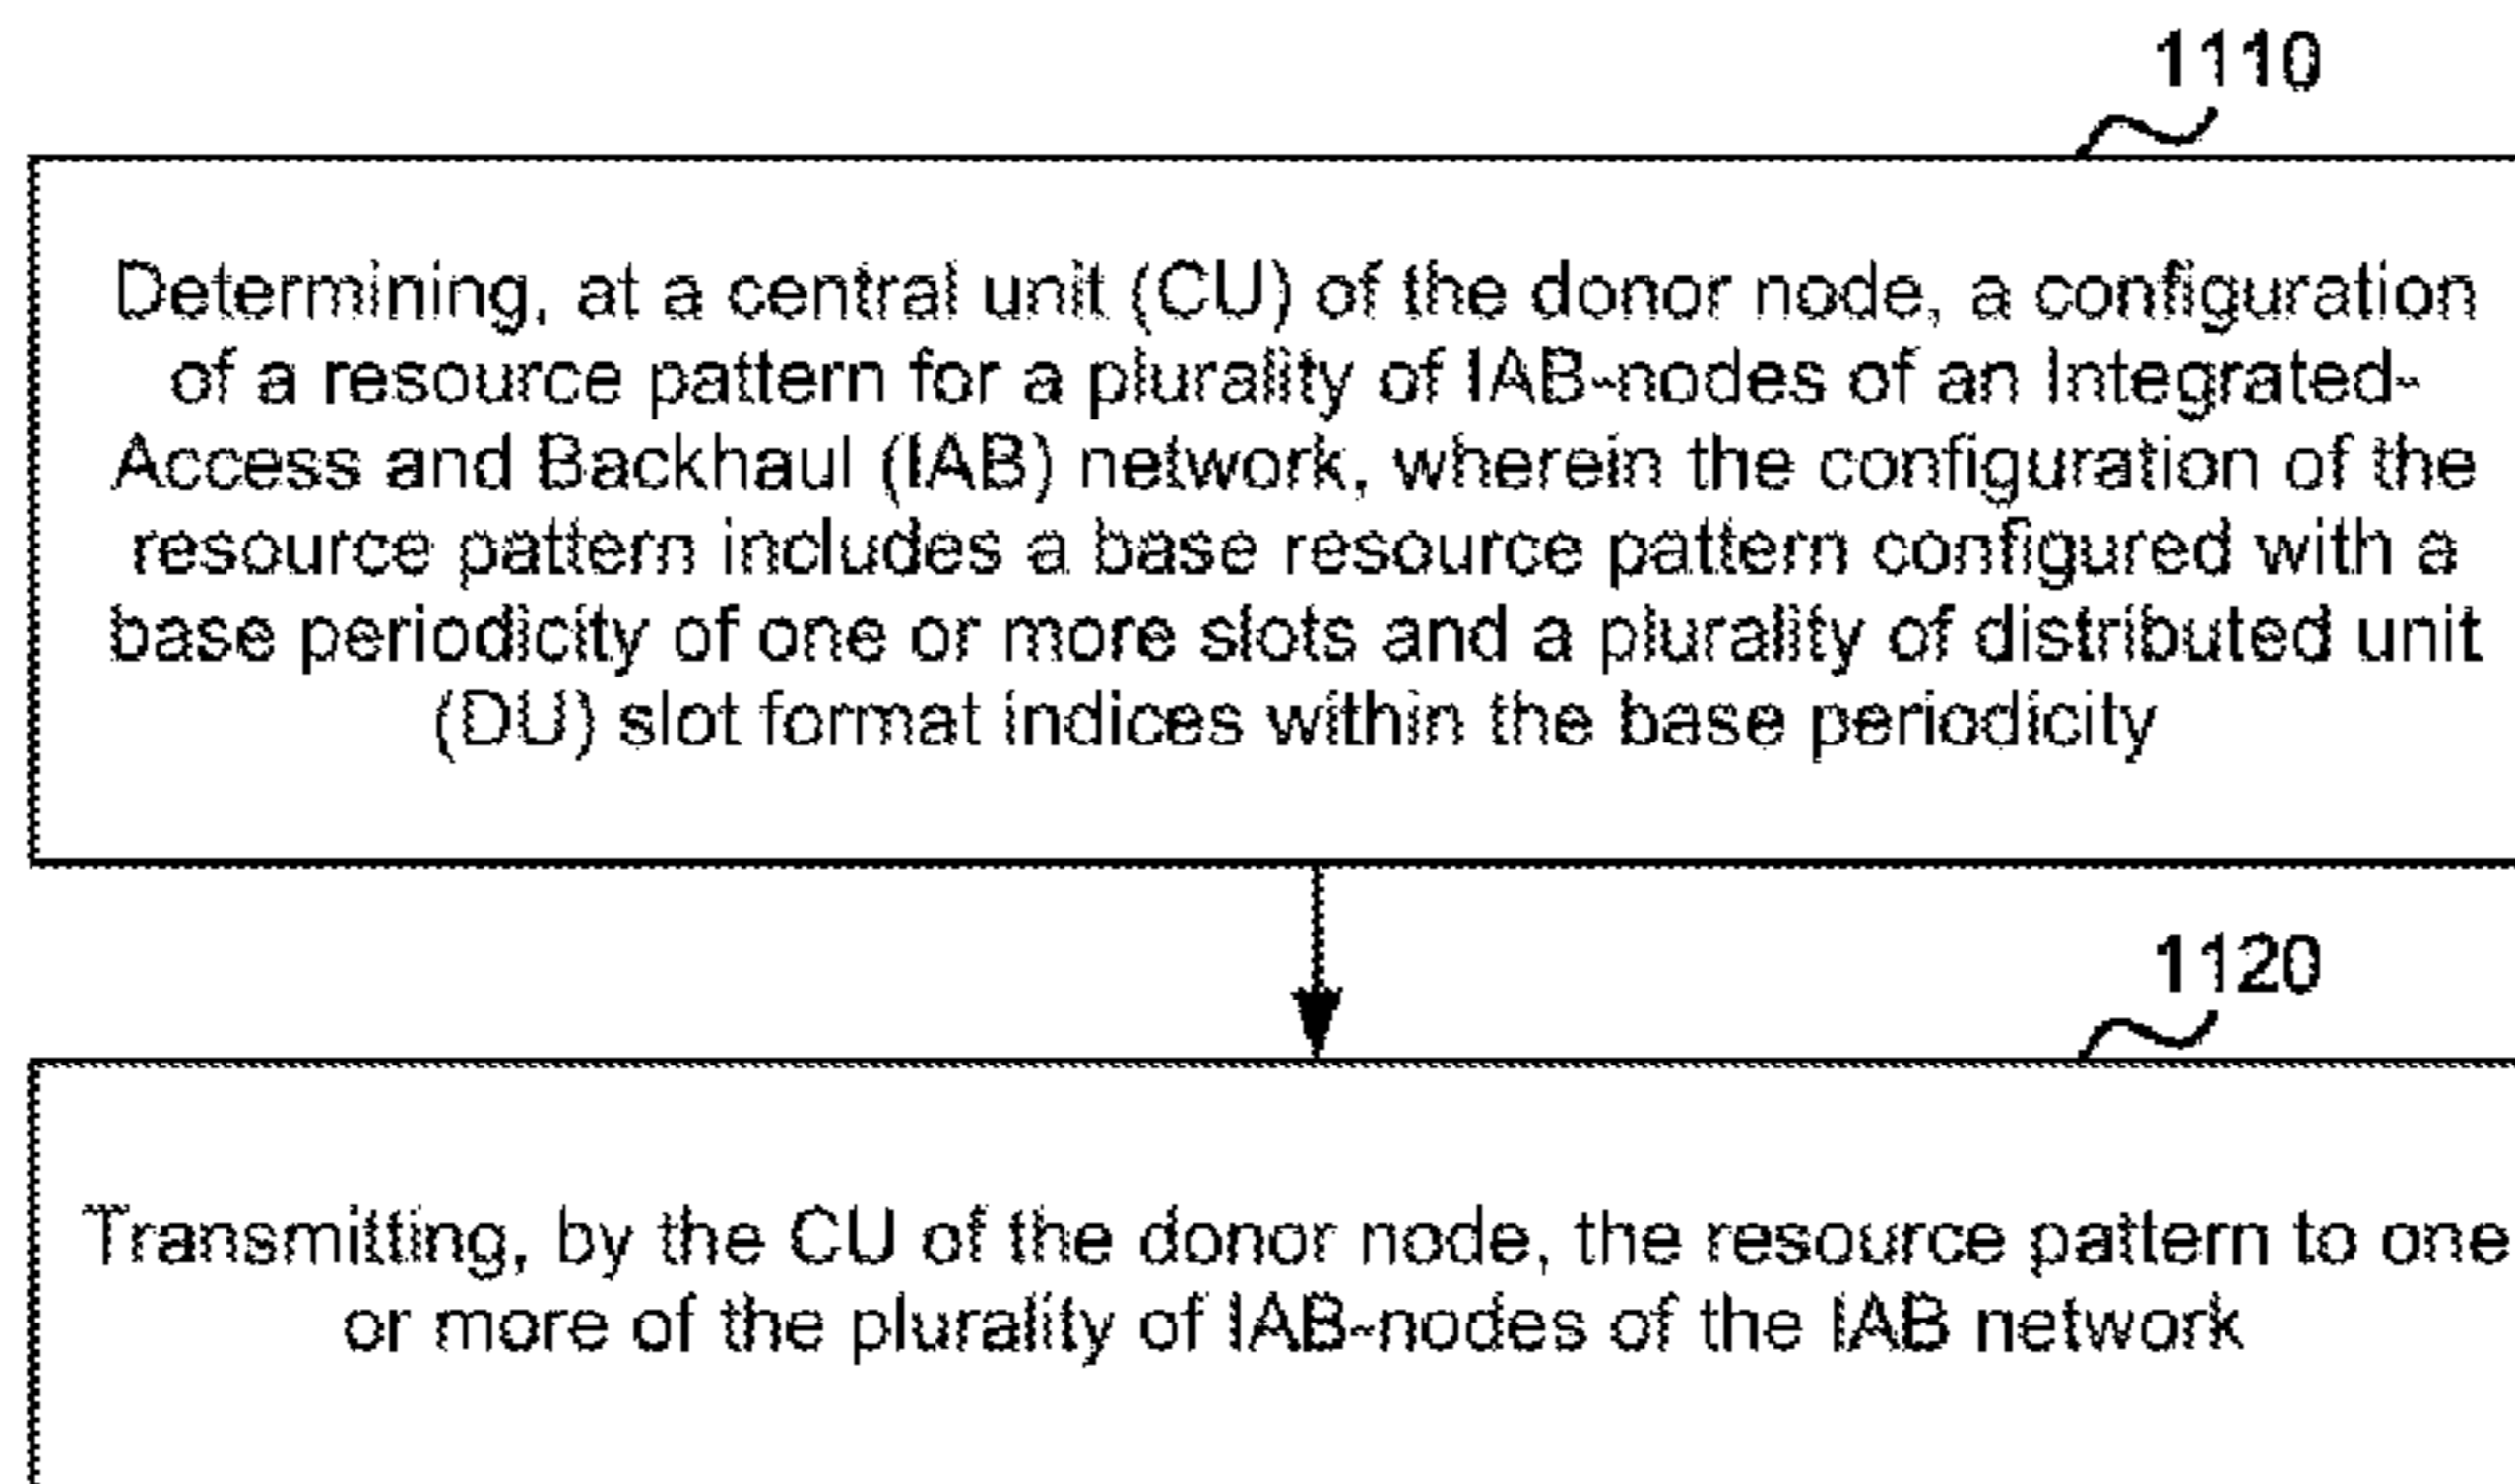 1110
Determining, at a central unit (CU) of the donor node, a configuration
of a resource pattern for a plurality of IAB-nodes of an Integrated-
Access and Backhaul (IAB) network, wherein the configuration of the
resource pattern includes a base resource pattern configured with a
base periodicity of one or more slots and a plurality of distributed unit
(DU) slot format indices within the base periodicity
1120
Transmitting, by the CU of the donor node, the resource pattern to one
or more of the plurality of IAB-nodes of the IAB network